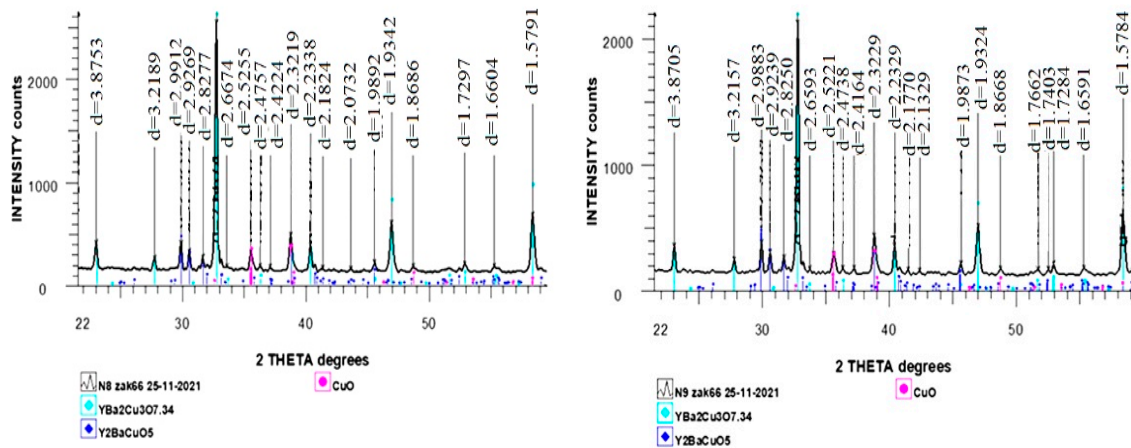 INTENSITY counts
2000
1000
0
d=3.8753
d=3.2189
d=2.9912
d=2.9269
d=2.8277
d=2.6674
d=2.5255
d=2.4757
d=2.4224
d=2.3219
d=2.2338
d=2.1824
d=2.0732
d=1.9892
d=1.9342
d=1.8686
d=1.7297
d=1.6604
d=1.5791
22 30 40 50
2 THETA degrees
N8 zak66 25-11-2021
CuO
YBa2Cu3O7.34
Y2BaCuO5
INTENSITY counts
2000
1000
0
d=3.8705
d=3.2157
d=2.9883
d=2.9239
d=2.8250
d=2.6593
d=2.5221
d=2.4738
d=2.4164
d=2.3229
d=2.2329
d=2.1770
d=2.1329
d=1.9873
d=1.9324
d=1.8668
d=1.7662
d=1.7403
d=1.7284
d=1.6591
d=1.5784
22 30 40 50
2 THETA degrees
N9 zak66 25-11-2021
CuO
YBa2Cu3O7.34
Y2BaCuO5